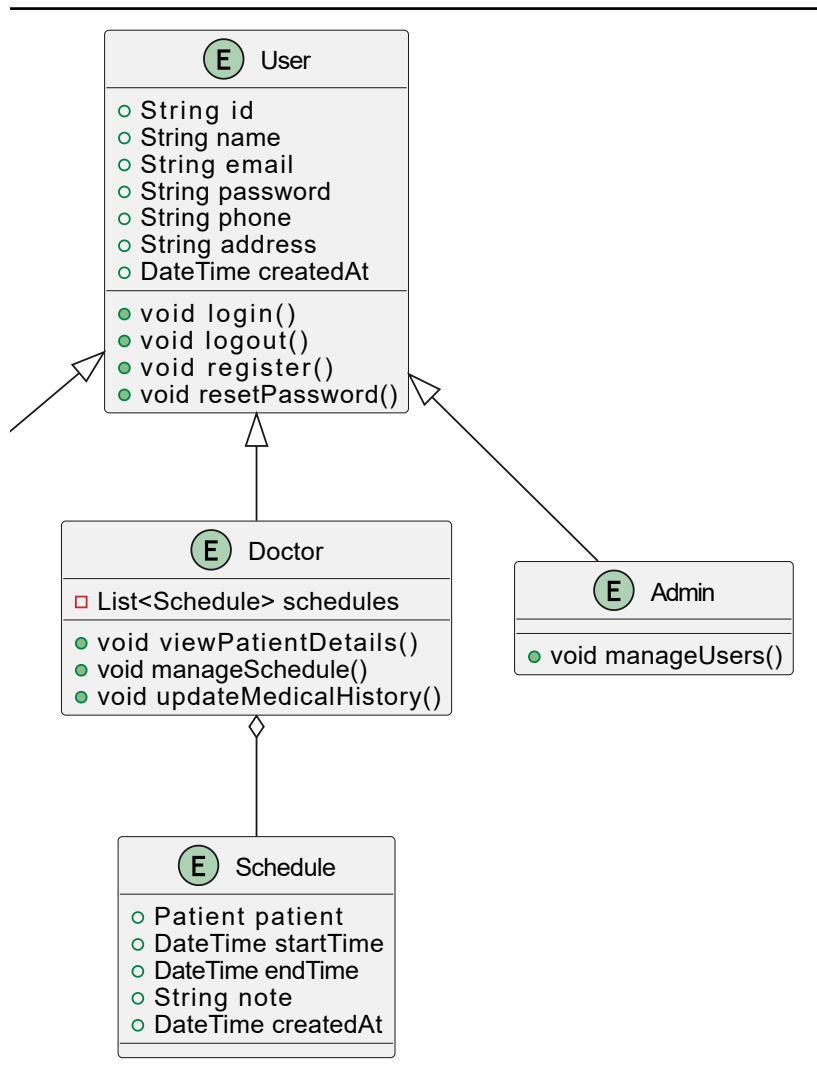 E User
String id
String name
String email
String password
String phone
String address
DateTime createdAt
void login()
void logout()
void register()
void resetPassword()
E Doctor
List<Schedule> schedules
void viewPatientDetails()
void manageSchedule()
void updateMedicalHistory()
E Admin
void manageUsers()
E Schedule
Patient patient
DateTime startTime
DateTime endTime
String note
DateTime createdAt